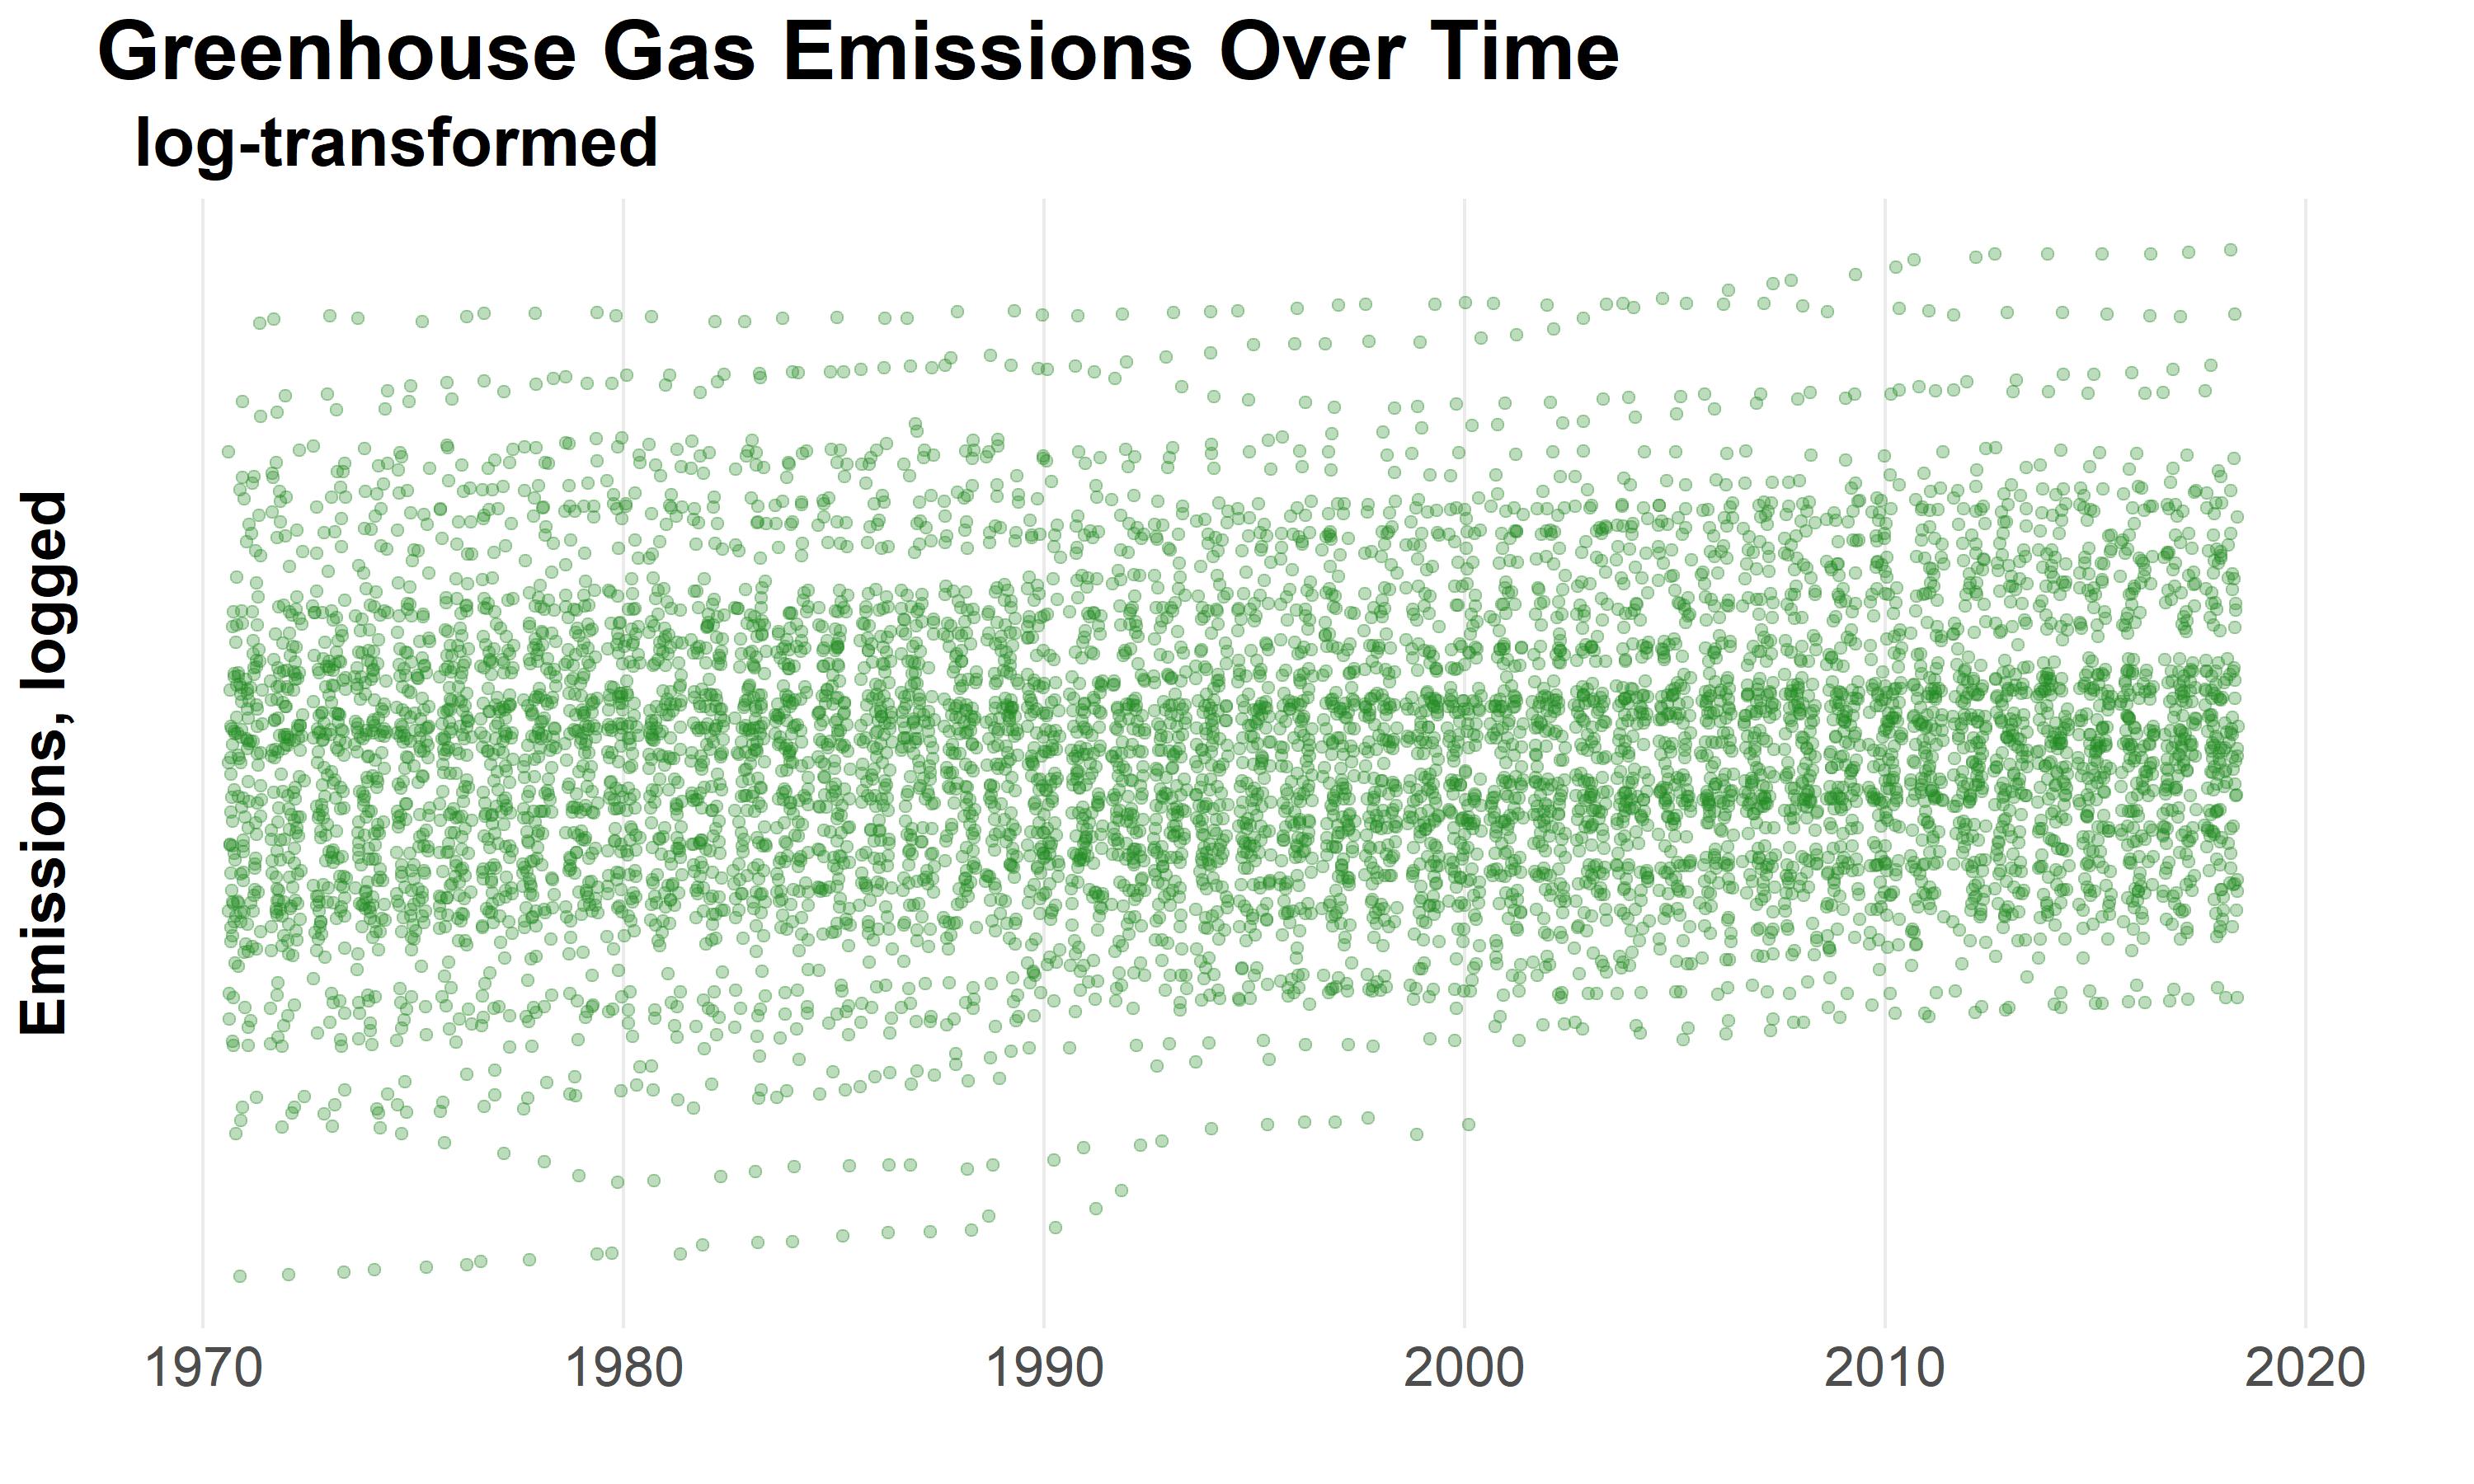 Greenhouse Gas Emissions Over Time
log-transformed
Emissions, logged
1970 1980 1990 2000 2010 2020